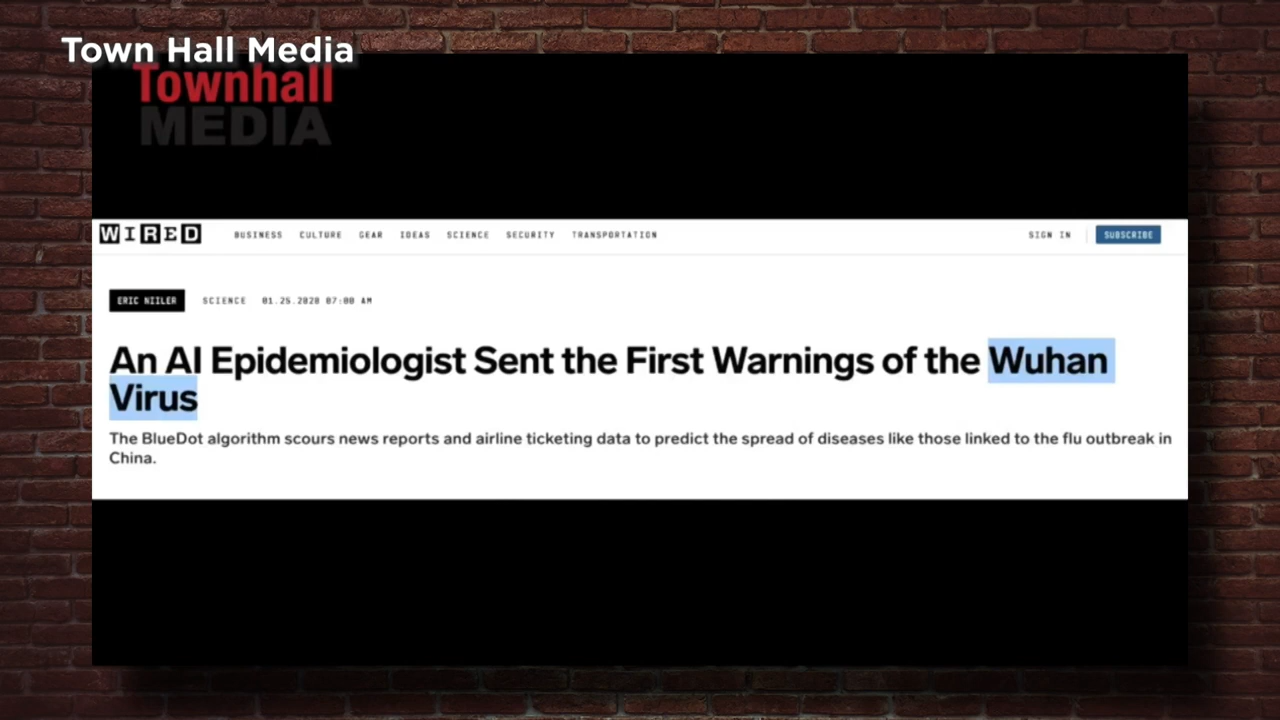 Town Hall Media
Townhall
MEDIA
WIRED BUSINESS CULTURE GEAR IDEAS SCIENCE SECURITY TRANSPORTATION SIGN IN SUBSCRIBE
ERIC NIILER SCIENCE 01.25.2020 07:00 AM
An AI Epidemiologist Sent the First Warnings of the Wuhan
Virus
The BlueDot algorithm scours news reports and airline ticketing data to predict the spread of diseases like those linked to the flu outbreak in
China.